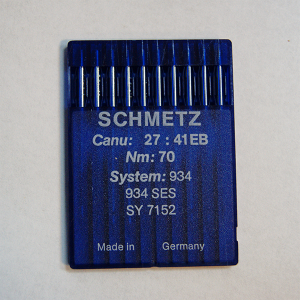 SCHMETZ
Canu: 27 : 41EB
Nm: 70
System: 934
934 SES
SY 7152
Made in Germany